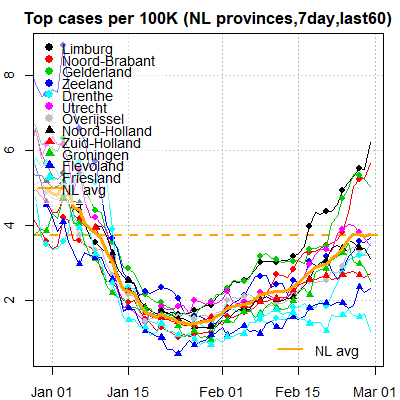 Top cases per 100K (NL provinces,7day,last60)
8
6
4
2
Limburg
Noord-Brabant
Gelderland
Zeeland
Drenthe
Utrecht
Overijssel
Noord-Holland
Zuid-Holland
Groningen
Flevoland
Friesland
NL avg
NL avg
Jan 01
Jan 15
Feb 01
Feb 15
Mar 01